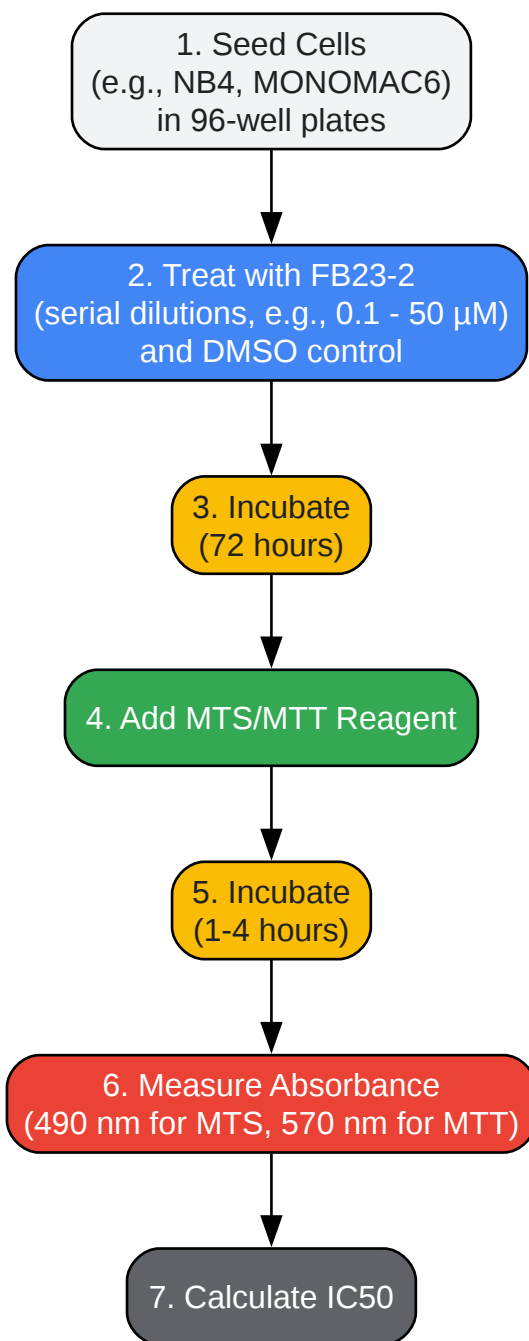 1. Seed Cells
(e.g., NB4, MONOMAC6)
in 96-well plates
2. Treat with FB23-2
(serial dilutions, e.g., 0.1 - 50 µM)
and DMSO control
3. Incubate
(72 hours)
4. Add MTS/MTT Reagent
5. Incubate
(1-4 hours)
6. Measure Absorbance
(490 nm for MTS, 570 nm for MTT)
7. Calculate IC50